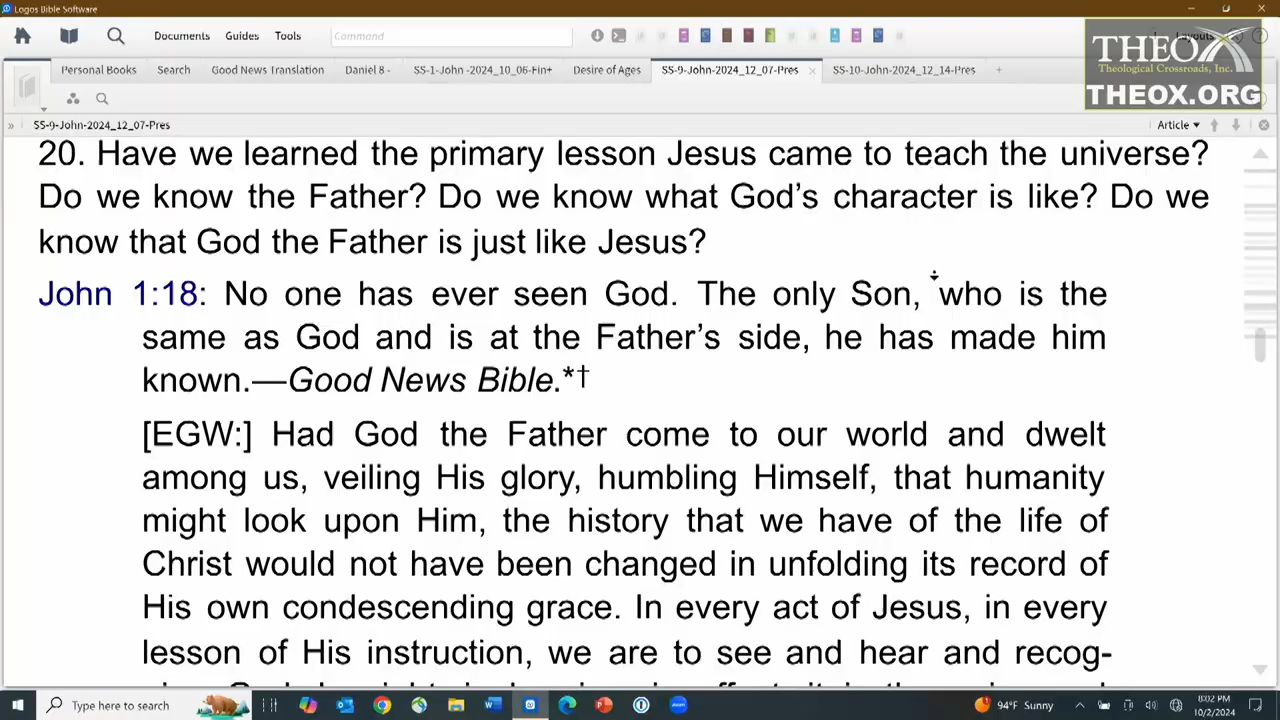 Logos Bible Software
Documents Guides Tools Command Layouts
THEOX
Theological Crossroads, Inc.
THEOX.ORG
Personal Books Search Good News Translation Daniel 8 - Desire of Ages SS-9-John-2024_12_07-Pres SS-10-John-2024_12_14-Pres +
» SS-9-John-2024_12_07-Pres Article
20. Have we learned the primary lesson Jesus came to teach the universe?
Do we know the Father? Do we know what God’s character is like? Do we
know that God the Father is just like Jesus?
John 1:18: No one has ever seen God. The only Son, who is the
same as God and is at the Father’s side, he has made him
known.—Good News Bible.*†
[EGW:] Had God the Father come to our world and dwelt
among us, veiling His glory, humbling Himself, that humanity
might look upon Him, the history that we have of the life of
Christ would not have been changed in unfolding its record of
His own condescending grace. In every act of Jesus, in every
lesson of His instruction, we are to see and hear and recog-
Type here to search 94°F Sunny 8:02 PM
10/2/2024